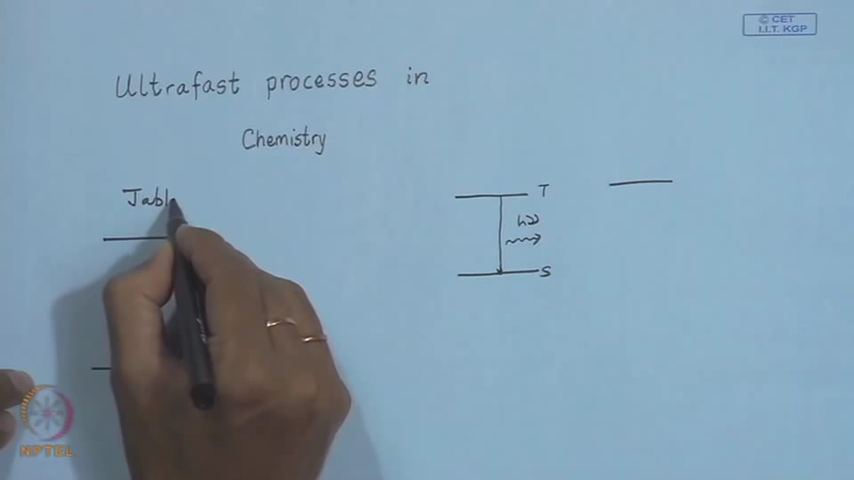 © CET
I.I.T. KGP
Ultrafast processes in
Chemistry
Jabl
T
hν
S
NPTEL